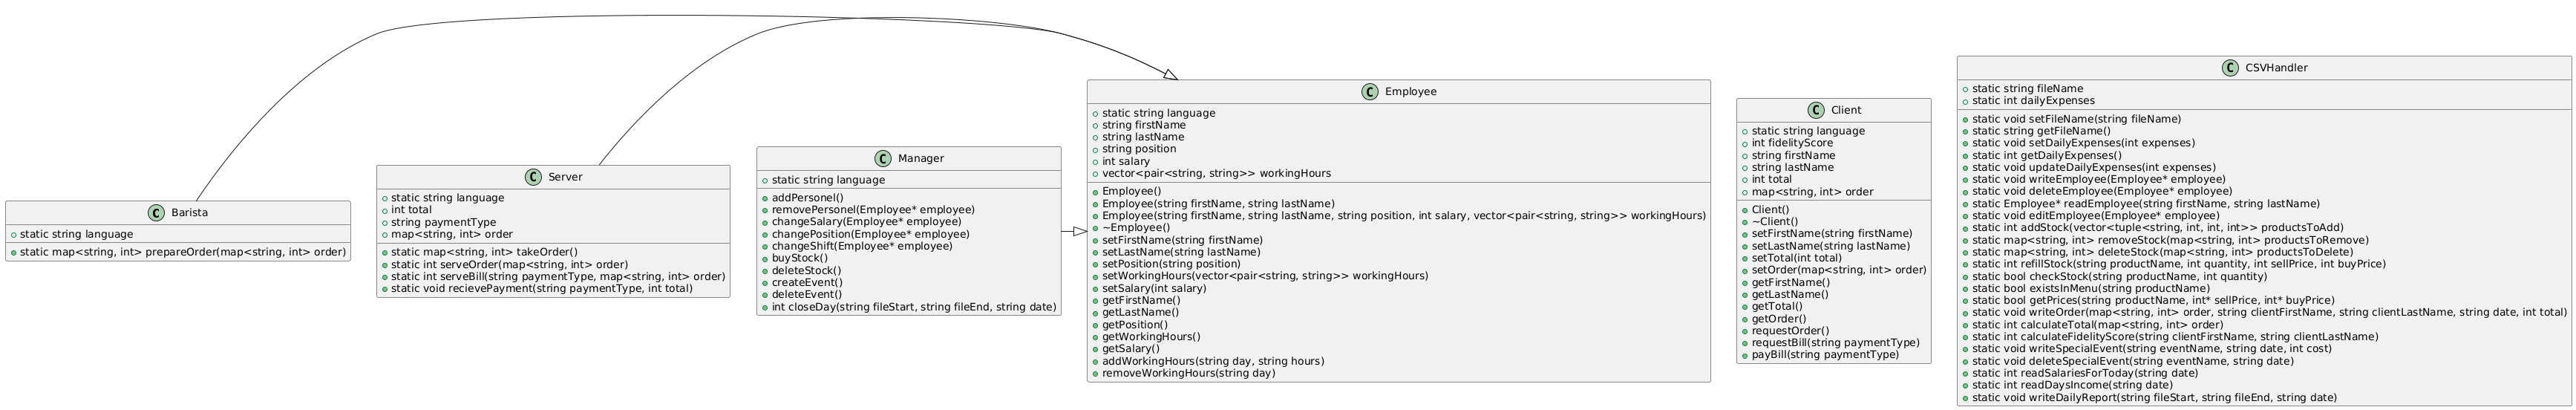 C Barista
static string language
static map<string, int> prepareOrder(map<string, int> order)
C Server
static string language
int total
string paymentType
map<string, int> order
static map<string, int> takeOrder()
static int serveOrder(map<string, int> order)
static int serveBill(string paymentType, map<string, int> order)
static void recievePayment(string paymentType, int total)
C Manager
static string language
addPersonel()
removePersonel(Employee* employee)
changeSalary(Employee* employee)
changePosition(Employee* employee)
changeShift(Employee* employee)
buyStock()
deleteStock()
createEvent()
deleteEvent()
int closeDay(string fileStart, string fileEnd, string date)
C Employee
static string language
string firstName
string lastName
string position
int salary
vector<pair<string, string>> workingHours
Employee()
Employee(string firstName, string lastName)
Employee(string firstName, string lastName, string position, int salary, vector<pair<string, string>> workingHours)
~Employee()
setFirstName(string firstName)
setLastName(string lastName)
setPosition(string position)
setWorkingHours(vector<pair<string, string>> workingHours)
setSalary(int salary)
getFirstName()
getLastName()
getPosition()
getWorkingHours()
getSalary()
addWorkingHours(string day, string hours)
removeWorkingHours(string day)
C Client
static string language
int fidelityScore
string firstName
string lastName
int total
map<string, int> order
Client()
~Client()
setFirstName(string firstName)
setLastName(string lastName)
setTotal(int total)
setOrder(map<string, int> order)
getFirstName()
getLastName()
getTotal()
getOrder()
requestOrder()
requestBill(string paymentType)
payBill(string paymentType)
C CSVHandler
static string fileName
static int dailyExpenses
static void setFileName(string fileName)
static string getFileName()
static void setDailyExpenses(int expenses)
static int getDailyExpenses()
static void updateDailyExpenses(int expenses)
static void writeEmployee(Employee* employee)
static void deleteEmployee(Employee* employee)
static Employee* readEmployee(string firstName, string lastName)
static void editEmployee(Employee* employee)
static int addStock(vector<tuple<string, int, int, int>> productsToAdd)
static map<string, int> removeStock(map<string, int> productsToRemove)
static map<string, int> deleteStock(map<string, int> productsToDelete)
static int refillStock(string productName, int quantity, int sellPrice, int buyPrice)
static bool checkStock(string productName, int quantity)
static bool existsInMenu(string productName)
static bool getPrices(string productName, int* sellPrice, int* buyPrice)
static void writeOrder(map<string, int> order, string clientFirstName, string clientLastName, string date, int total)
static int calculateTotal(map<string, int> order)
static int calculateFidelityScore(string clientFirstName, string clientLastName)
static void writeSpecialEvent(string eventName, string date, int cost)
static void deleteSpecialEvent(string eventName, string date)
static int readSalariesForToday(string date)
static int readDaysIncome(string date)
static void writeDailyReport(string fileStart, string fileEnd, string date)